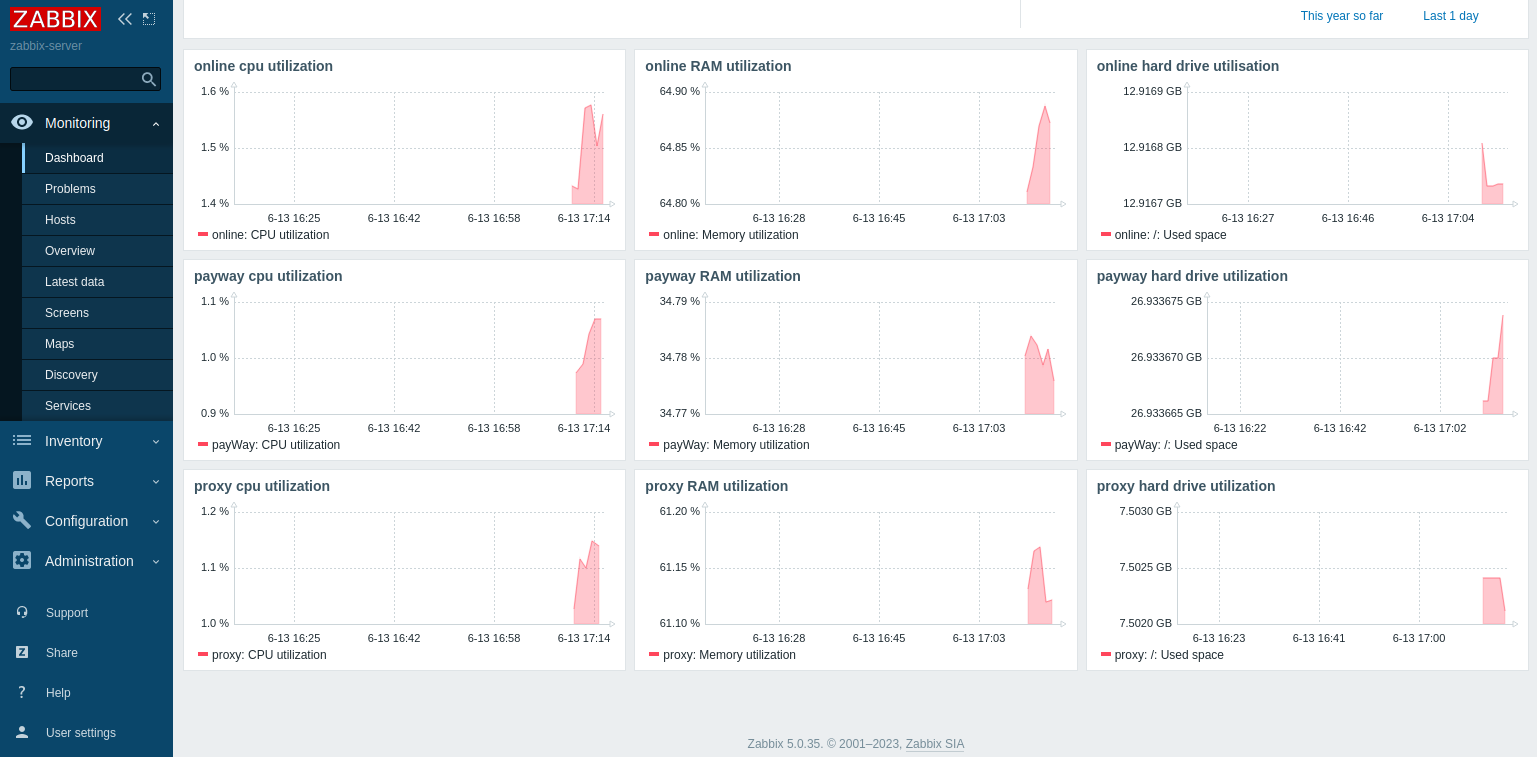 ZABBIX
zabbix-server
Monitoring
Dashboard
Problems
Hosts
Overview
Latest data
Screens
Maps
Discovery
Services
Inventory
Reports
Configuration
Administration
Support
Z Share
? Help
User settings
This year so far Last 1 day
online cpu utilization
1.6 %
1.5 %
1.4 %
6-13 16:25 6-13 16:42 6-13 16:58 6-13 17:14
online: CPU utilization
online RAM utilization
64.90 %
64.85 %
64.80 %
6-13 16:28 6-13 16:45 6-13 17:03
online: Memory utilization
online hard drive utilisation
12.9169 GB
12.9168 GB
12.9167 GB
6-13 16:27 6-13 16:46 6-13 17:04
online: /: Used space
payway cpu utilization
1.1 %
1.0 %
0.9 %
6-13 16:25 6-13 16:42 6-13 16:58 6-13 17:14
payWay: CPU utilization
payway RAM utilization
34.79 %
34.78 %
34.77 %
6-13 16:28 6-13 16:45 6-13 17:03
payWay: Memory utilization
payway hard drive utilization
26.933675 GB
26.933670 GB
26.933665 GB
6-13 16:22 6-13 16:42 6-13 17:02
payWay: /: Used space
proxy cpu utilization
1.2 %
1.1 %
1.0 %
6-13 16:25 6-13 16:42 6-13 16:58 6-13 17:14
proxy: CPU utilization
proxy RAM utilization
61.20 %
61.15 %
61.10 %
6-13 16:28 6-13 16:45 6-13 17:03
proxy: Memory utilization
proxy hard drive utilization
7.5030 GB
7.5025 GB
7.5020 GB
6-13 16:23 6-13 16:41 6-13 17:00
proxy: /: Used space
Zabbix 5.0.35. © 2001–2023, Zabbix SIA